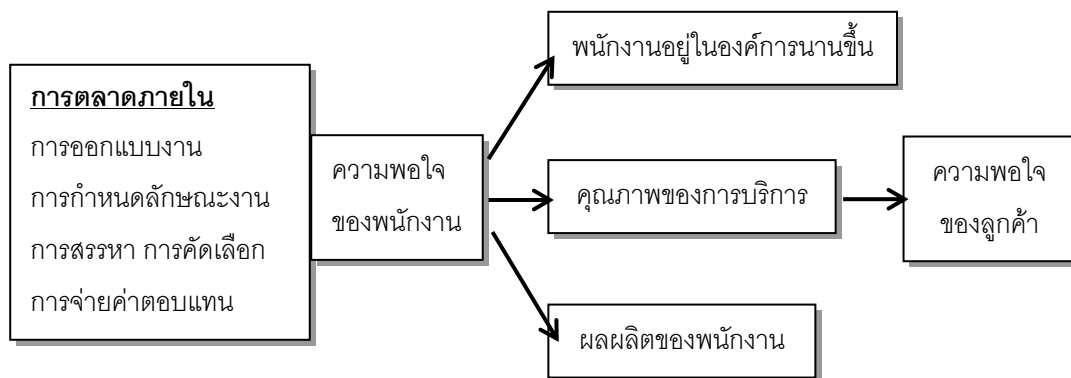 การตลาดภายใน
การออกแบบงาน
การกำหนดลักษณะงาน
การสรรหา การคัดเลือก
การจ่ายค่าตอบแทน
ความพอใจ
ของพนักงาน
พนักงานอยู่ในองค์การนานขึ้น
คุณภาพของการบริการ
ผลผลิตของพนักงาน
ความพอใจ
ของลูกค้า